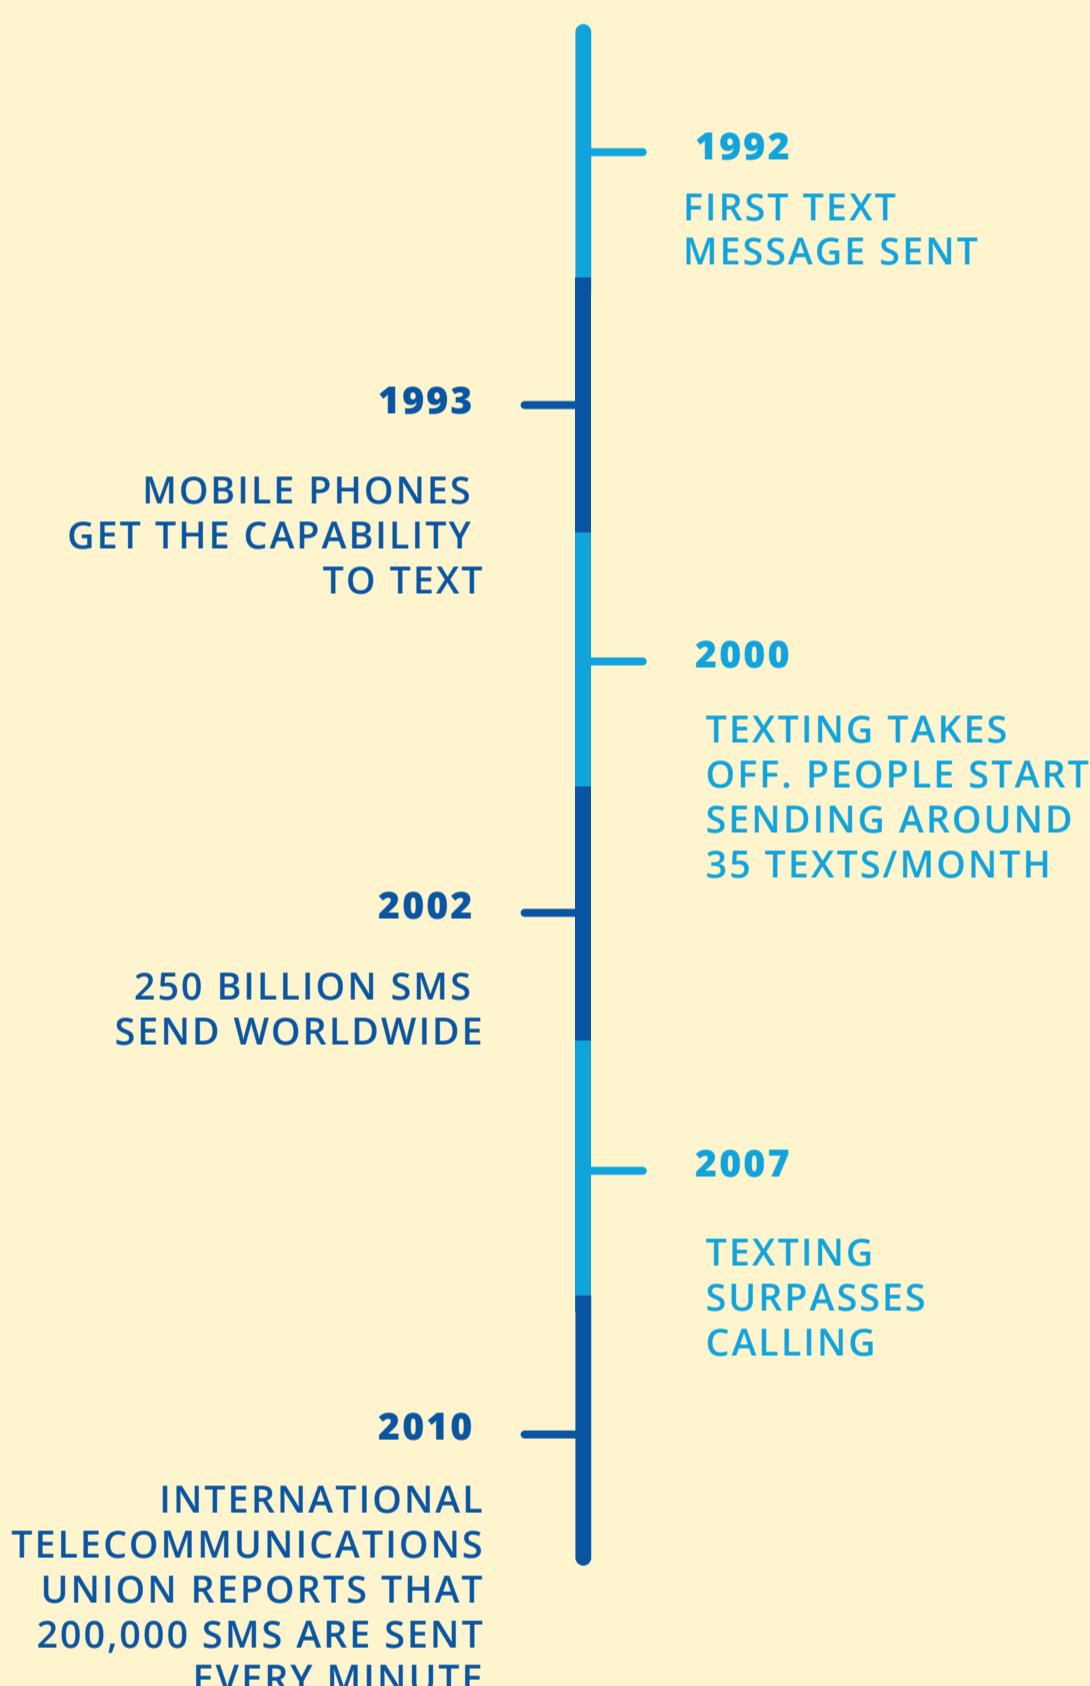 1992
FIRST TEXT
MESSAGE SENT
1993
MOBILE PHONES
GET THE CAPABILITY
TO TEXT
2000
TEXTING TAKES
OFF. PEOPLE START
SENDING AROUND
35 TEXTS/MONTH
2002
250 BILLION SMS
SEND WORLDWIDE
2007
TEXTING
SURPASSES
CALLING
2010
INTERNATIONAL
TELECOMMUNICATIONS
UNION REPORTS THAT
200,000 SMS ARE SENT
EVERY MINUTE